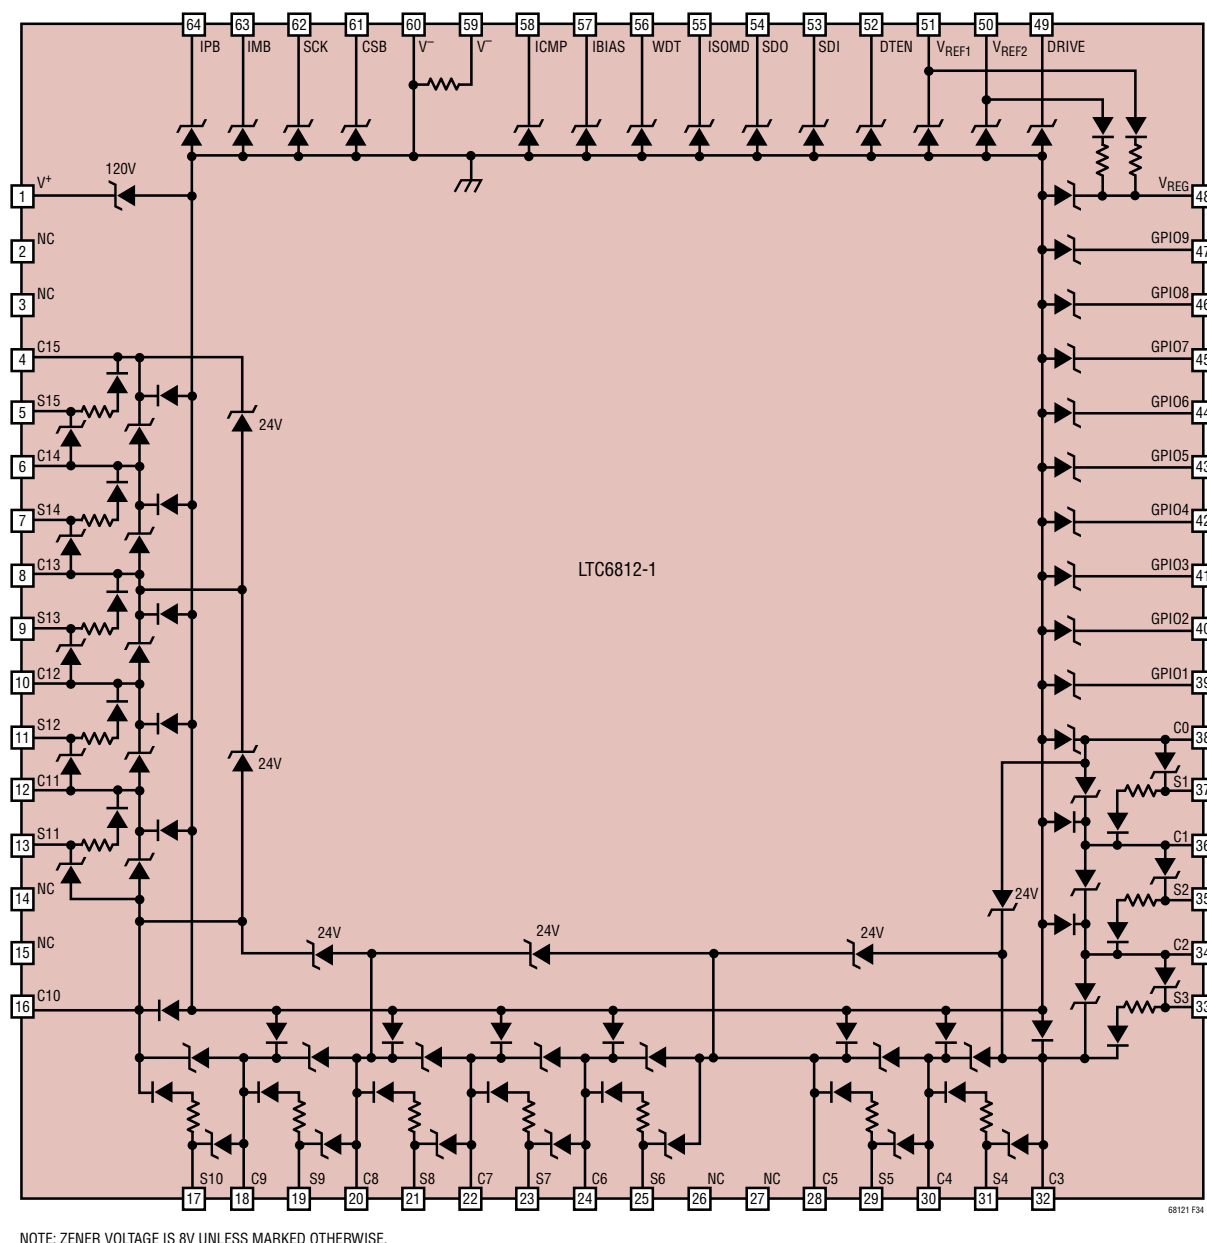 64 63 62 61 60 59 58 57 56 55 54 53 52 51 50 49
IPB IMB SCK CSB V– V– ICMP IBIAS WDT ISOMD SDO SDI DTEN VREF1 VREF2 DRIVE
120V
1 V+
VREG 48
2 NC
GPIO9 47
3 NC
GPIO8 46
4 C15
GPIO7 45
5 S15
GPIO6 44
24V
6 C14
GPIO5 43
7 S14
GPIO4 42
LTC6812-1
8 C13
GPIO3 41
9 S13
GPIO2 40
10 C12
GPIO1 39
11 S12
C0 38
24V
12 C11
S1 37
13 S11
C1 36
14 NC
24V
S2 35
24V 24V 24V
15 NC
C2 34
16 C10
S3 33
S10 C9 S9 C8 S8 C7 S7 C6 S6 NC NC C5 S5 C4 S4 C3
17 18 19 20 21 22 23 24 25 26 27 28 29 30 31 32
68121 F34
NOTE: ZENER VOLTAGE IS 8V UNLESS MARKED OTHERWISE.